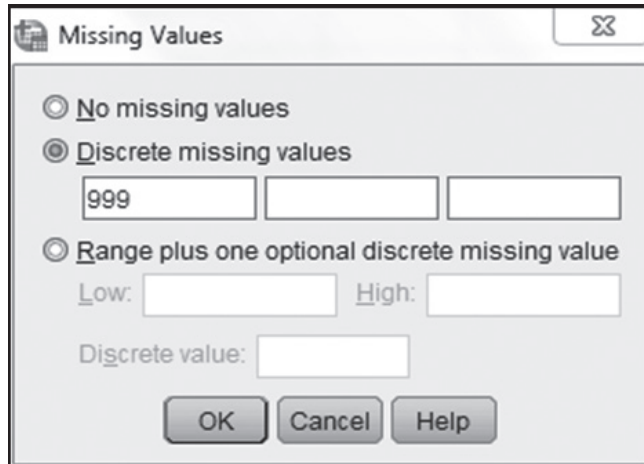 Missing Values
No missing values
Discrete missing values
999
Range plus one optional discrete missing value
Low: High:
Discrete value:
OK Cancel Help